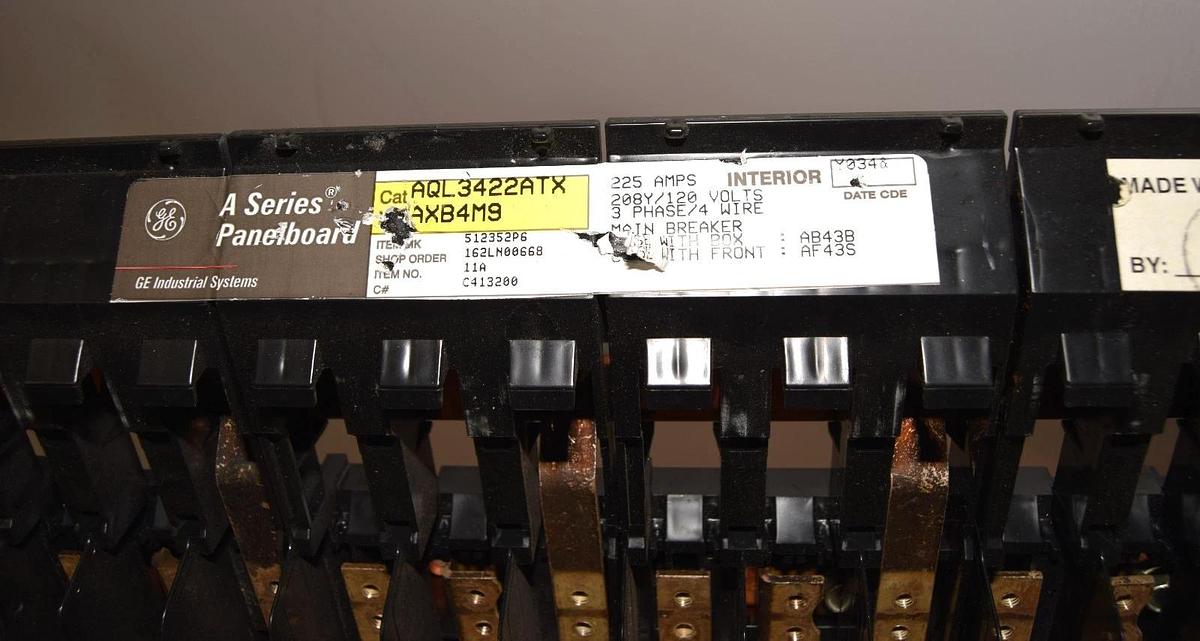 GE
A Series®
Panelboard
GE Industrial Systems
Cat AQL3422ATX
AXB4M9
ITEM MK 512352P6
SHOP ORDER 162LN00668
ITEM NO. 11A
C# C413200
225 AMPS INTERIOR
208Y/120 VOLTS
3 PHASE/4 WIRE
MAIN BREAKER
WITH BOX : AB43B
WITH FRONT : AF43S
DATE CDE
MADE
BY: